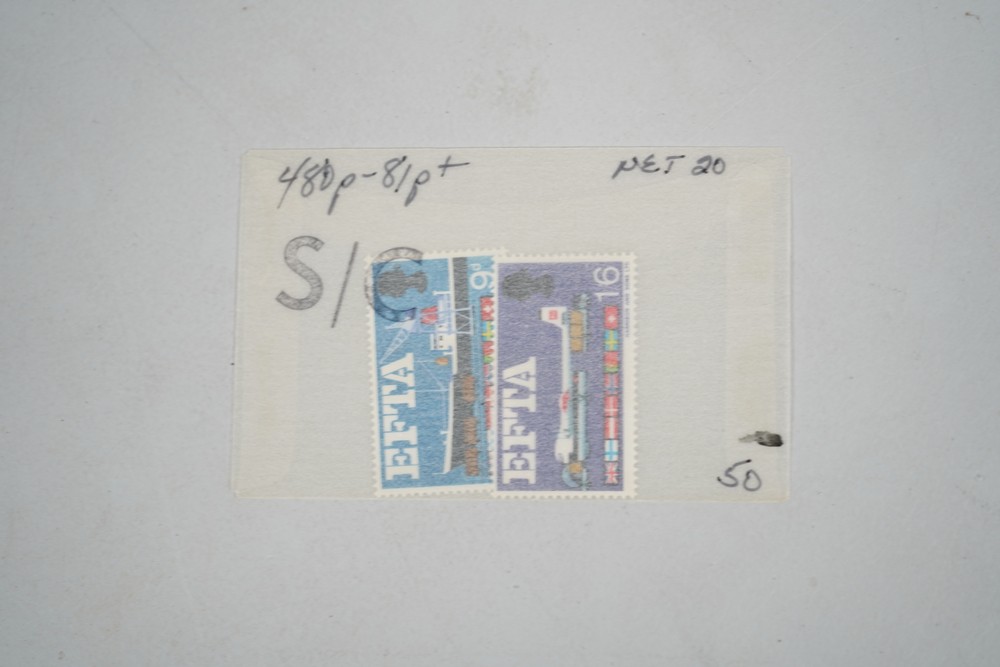 480p-81p+
NET 20
S/C
9d
EFTA
1/6
EFTA
50